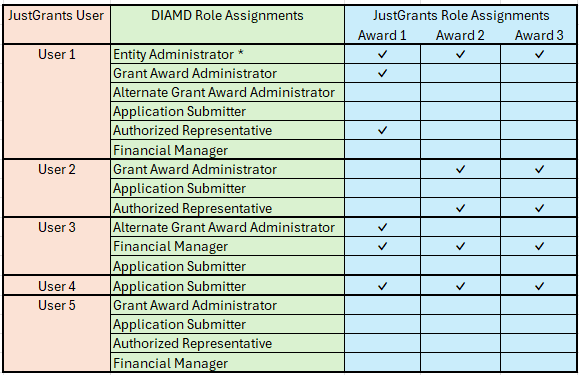 JustGrants User DIAMD Role Assignments JustGrants Role Assignments
Award 1 Award 2 Award 3
User 1 Entity Administrator * ✓ ✓ ✓
Grant Award Administrator ✓
Alternate Grant Award Administrator
Application Submitter
Authorized Representative ✓
Financial Manager
User 2 Grant Award Administrator ✓ ✓
Application Submitter
Authorized Representative ✓ ✓
User 3 Alternate Grant Award Administrator ✓
Financial Manager ✓ ✓ ✓
Application Submitter
User 4 Application Submitter ✓ ✓ ✓
User 5 Grant Award Administrator
Application Submitter
Authorized Representative
Financial Manager